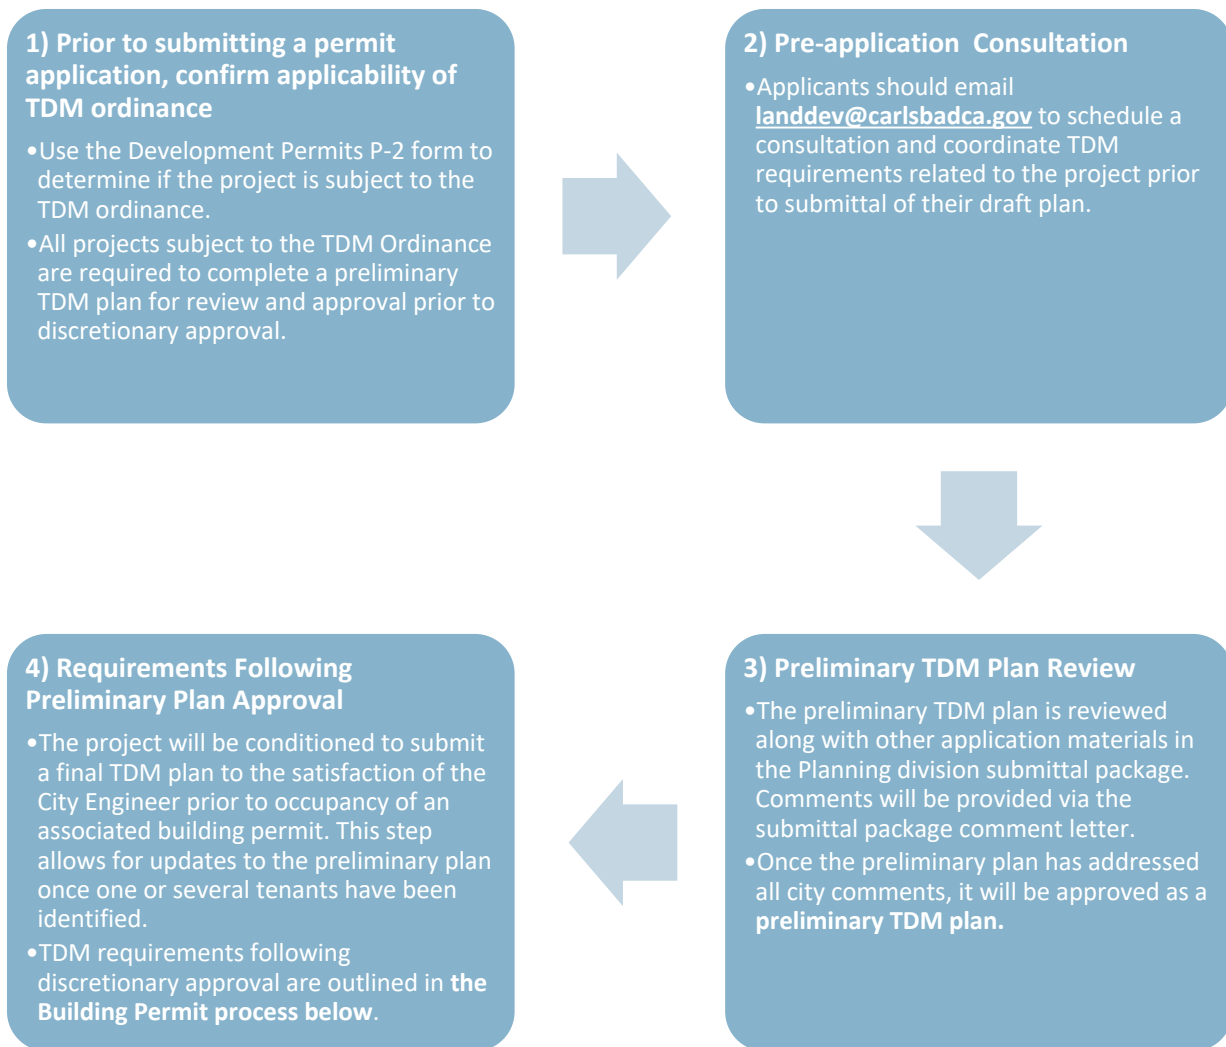 1) Prior to submitting a permit
application, confirm applicability of
TDM ordinance
•Use the Development Permits P-2 form to
determine if the project is subject to the
TDM ordinance.
•All projects subject to the TDM Ordinance
are required to complete a preliminary
TDM plan for review and approval prior to
discretionary approval.
2) Pre-application  Consultation
•Applicants should email
landdev@carlsbadca.gov to schedule a
consultation and coordinate TDM
requirements related to the project prior
to submittal of their draft plan.
3) Preliminary TDM Plan Review
•The preliminary TDM plan is reviewed
along with other application materials in
the Planning division submittal package.
Comments will be provided via the
submittal package comment letter.
•Once the preliminary plan has addressed
all city comments, it will be approved as a
preliminary TDM plan.
4) Requirements Following
Preliminary Plan Approval
•The project will be conditioned to submit
a final TDM plan to the satisfaction of the
City Engineer prior to occupancy of an
associated building permit. This step
allows for updates to the preliminary plan
once one or several tenants have been
identified.
•TDM requirements following
discretionary approval are outlined in the
Building Permit process below.